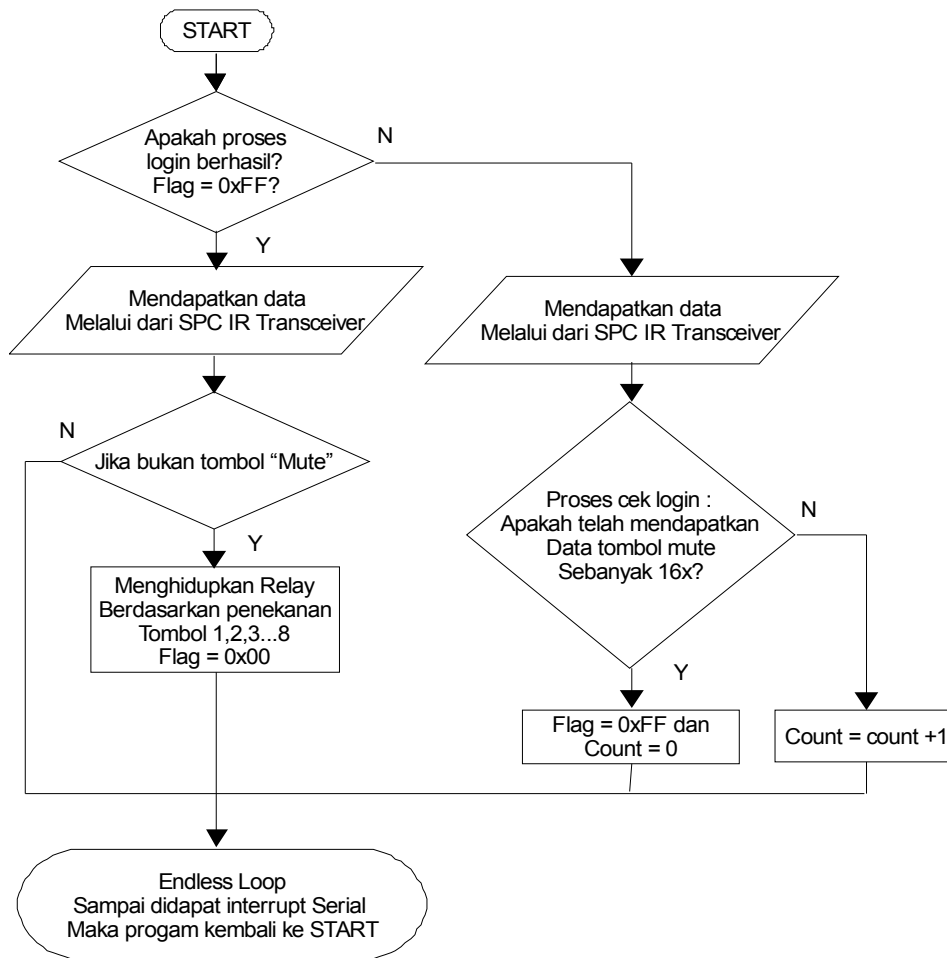 START
Apakah proses
login berhasil?
Flag = 0xFF?
N
Y
Mendapatkan data
Melalui dari SPC IR Transceiver
Mendapatkan data
Melalui dari SPC IR Transceiver
N
Jika bukan tombol “Mute”
Y
Proses cek login :
Apakah telah mendapatkan
Data tombol mute
Sebanyak 16x?
N
Y
Menghidupkan Relay
Berdasarkan penekanan
Tombol 1,2,3...8
Flag = 0x00
Flag = 0xFF dan
Count = 0
Count = count +1
Endless Loop
Sampai didapat interrupt Serial
Maka progam kembali ke START